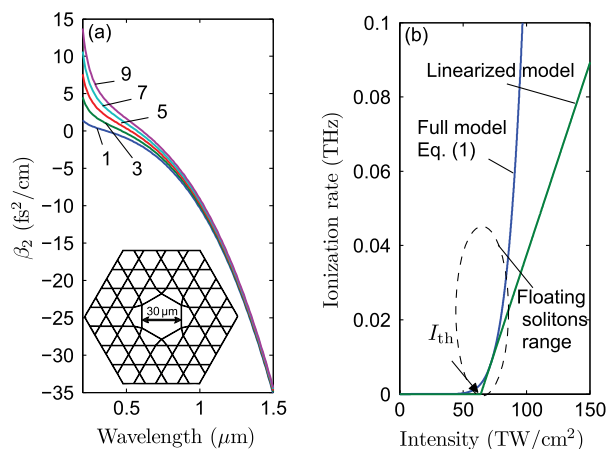 (a)
15
10
5
0
−5
−10
−15
−20
−25
−30
−35
β₂ (fs²/cm)
9
7
5
3
1
30 µm
0.5
1
1.5
Wavelength (µm)
(b)
0.1
0.08
0.06
0.04
0.02
0
Ionization rate (THz)
Linearized model
Full model
Eq. (1)
Floating
solitons
range
I_th
0
50
100
150
Intensity (TW/cm²)